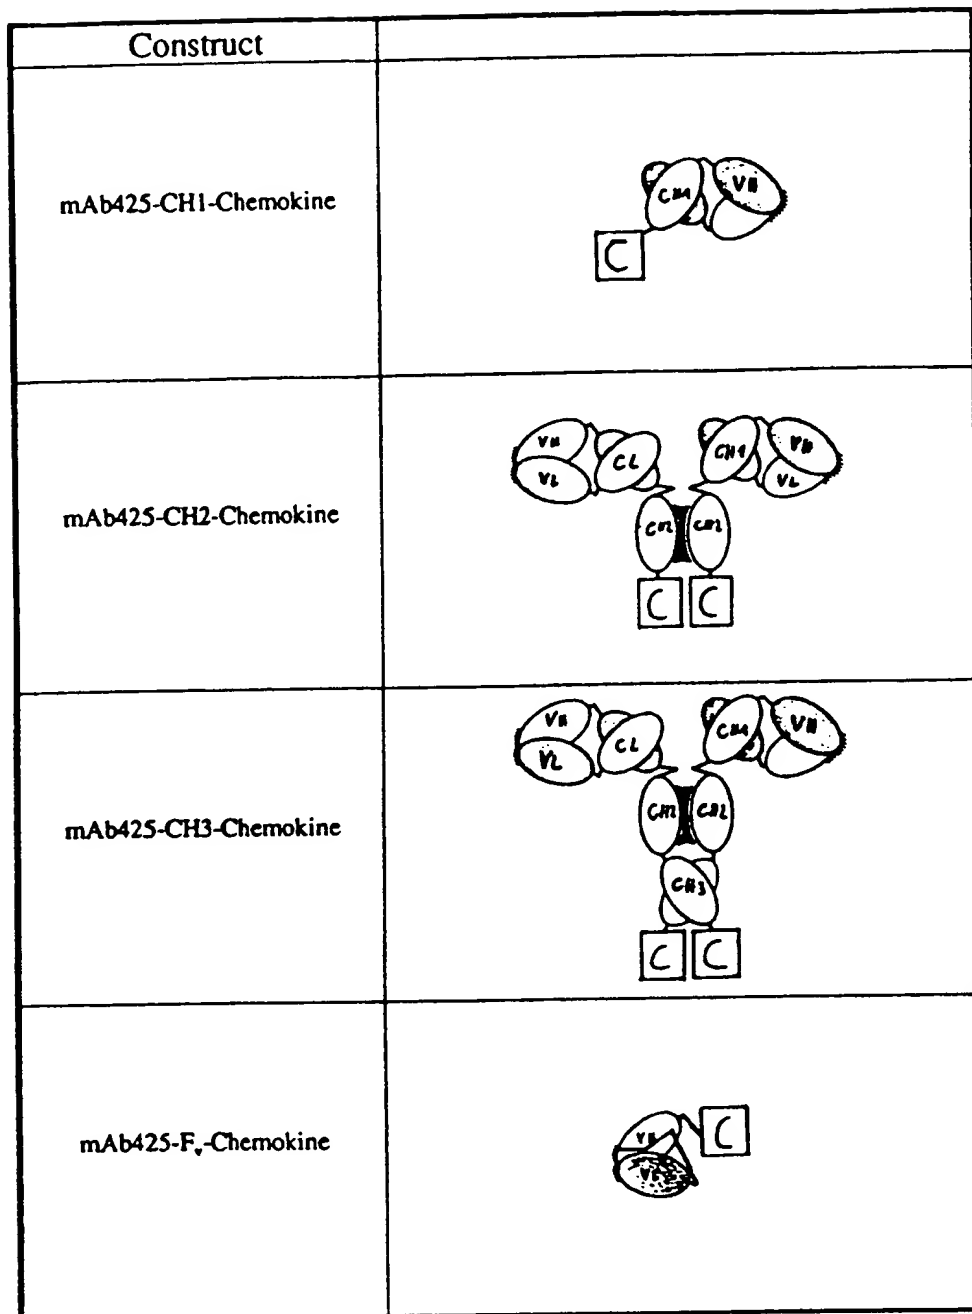 Construct
mAb425-CH1-Chemokine
CH1
VH
C
mAb425-CH2-Chemokine
VH
VL
CL
CH1
VH
VL
CH2
CH2
C
C
mAb425-CH3-Chemokine
VH
VL
CL
CH1
VH
CH2
CH2
CH3
C
C
mAb425-Fv-Chemokine
VH
VL
C